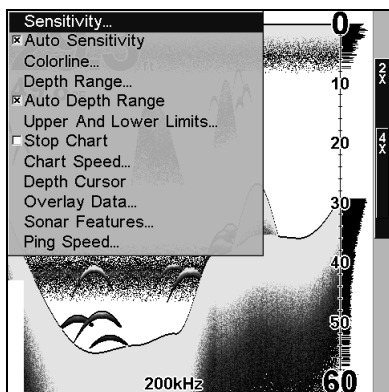 Sensitivity...
Auto Sensitivity
Colorline...
Depth Range...
Auto Depth Range
Upper And Lower Limits...
Stop Chart
Chart Speed...
Depth Cursor
Overlay Data...
Sonar Features...
Ping Speed...
0
10
20
30
40
50
60
2X
4X
200kHz